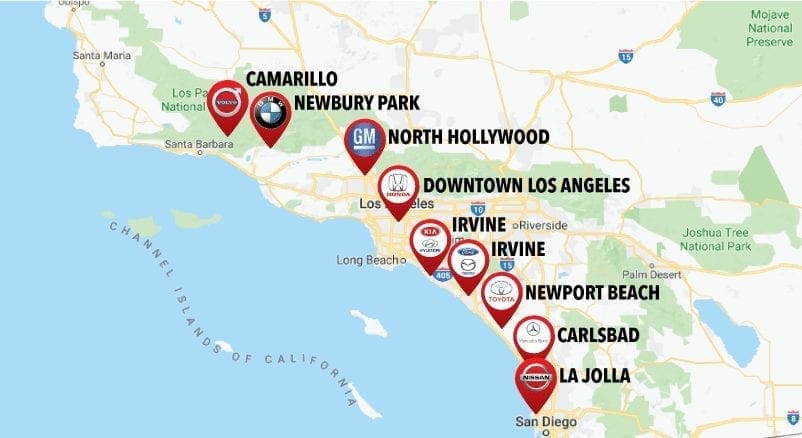 Mojave
National
Preserve
5
15
40
Santa Maria
CAMARILLO
Los Pa
National
VOLVO
BMW
NEWBURY PARK
Santa Barbara
GM
NORTH HOLLYWOOD
HONDA
DOWNTOWN LOS ANGELES
Los Angeles
10
Riverside
KIA
HYUNDAI
IRVINE
Ford
mazda
IRVINE
Joshua Tree
National Park
Long Beach
405
15
Palm Desert
TOYOTA
NEWPORT BEACH
CHANNEL ISLANDS OF CALIFORNIA
Mercedes-Benz
CARLSBAD
NISSAN
LA JOLLA
San Diego
8